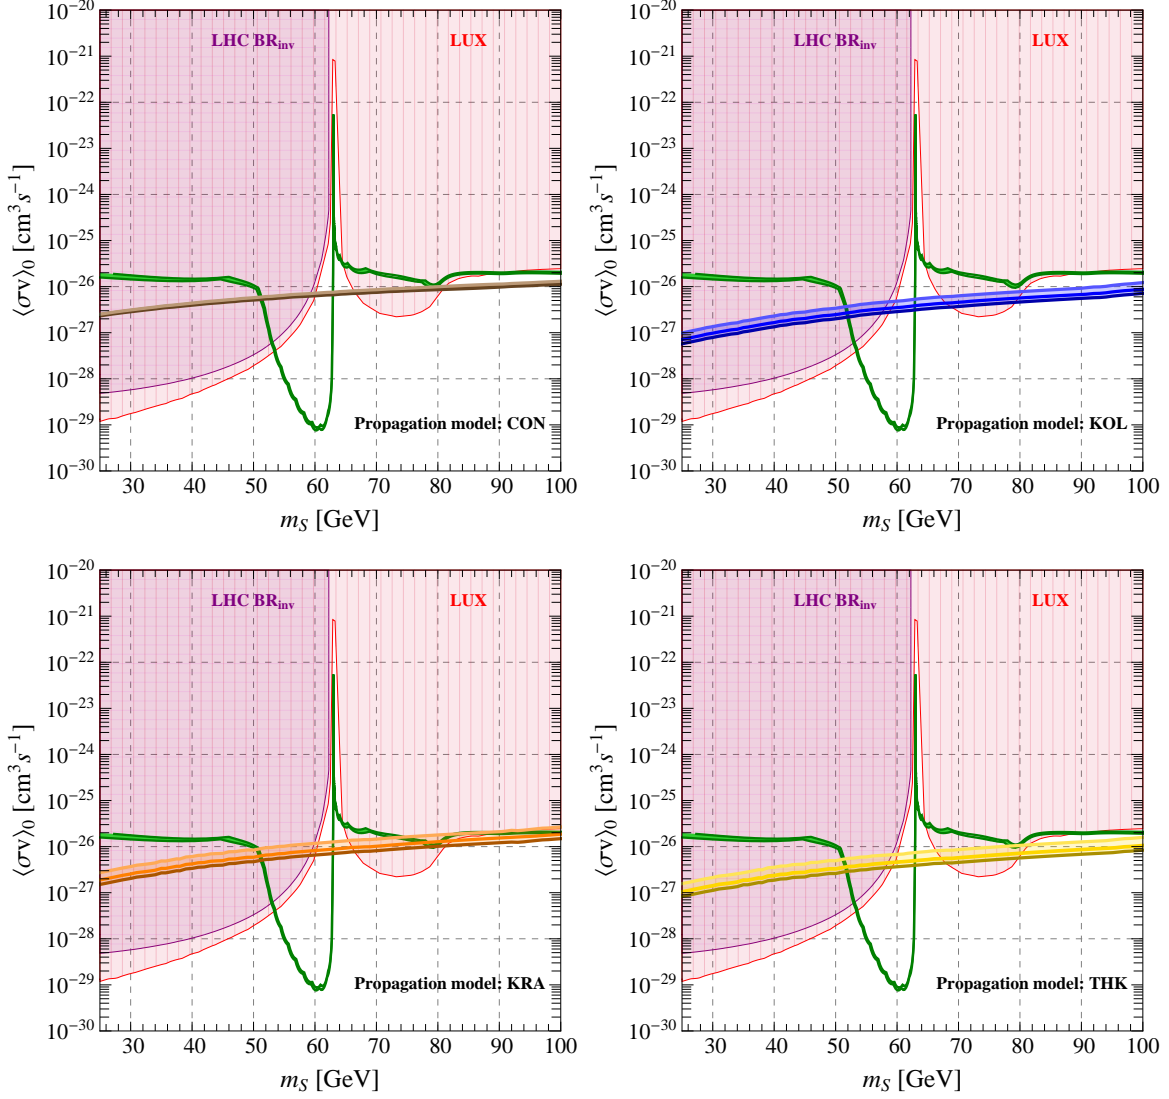 LHC BR_inv LUX
10^−20
10^−21
10^−22
10^−23
10^−24
10^−25
10^−26
10^−27
10^−28
10^−29
10^−30
⟨σv⟩_0 [cm^3 s^−1]
Propagation model: CON
30 40 50 60 70 80 90 100
m_S [GeV]
LHC BR_inv LUX
10^−20
10^−21
10^−22
10^−23
10^−24
10^−25
10^−26
10^−27
10^−28
10^−29
10^−30
⟨σv⟩_0 [cm^3 s^−1]
Propagation model: KOL
30 40 50 60 70 80 90 100
m_S [GeV]
LHC BR_inv LUX
10^−20
10^−21
10^−22
10^−23
10^−24
10^−25
10^−26
10^−27
10^−28
10^−29
10^−30
⟨σv⟩_0 [cm^3 s^−1]
Propagation model: KRA
30 40 50 60 70 80 90 100
m_S [GeV]
LHC BR_inv LUX
10^−20
10^−21
10^−22
10^−23
10^−24
10^−25
10^−26
10^−27
10^−28
10^−29
10^−30
⟨σv⟩_0 [cm^3 s^−1]
Propagation model: THK
30 40 50 60 70 80 90 100
m_S [GeV]